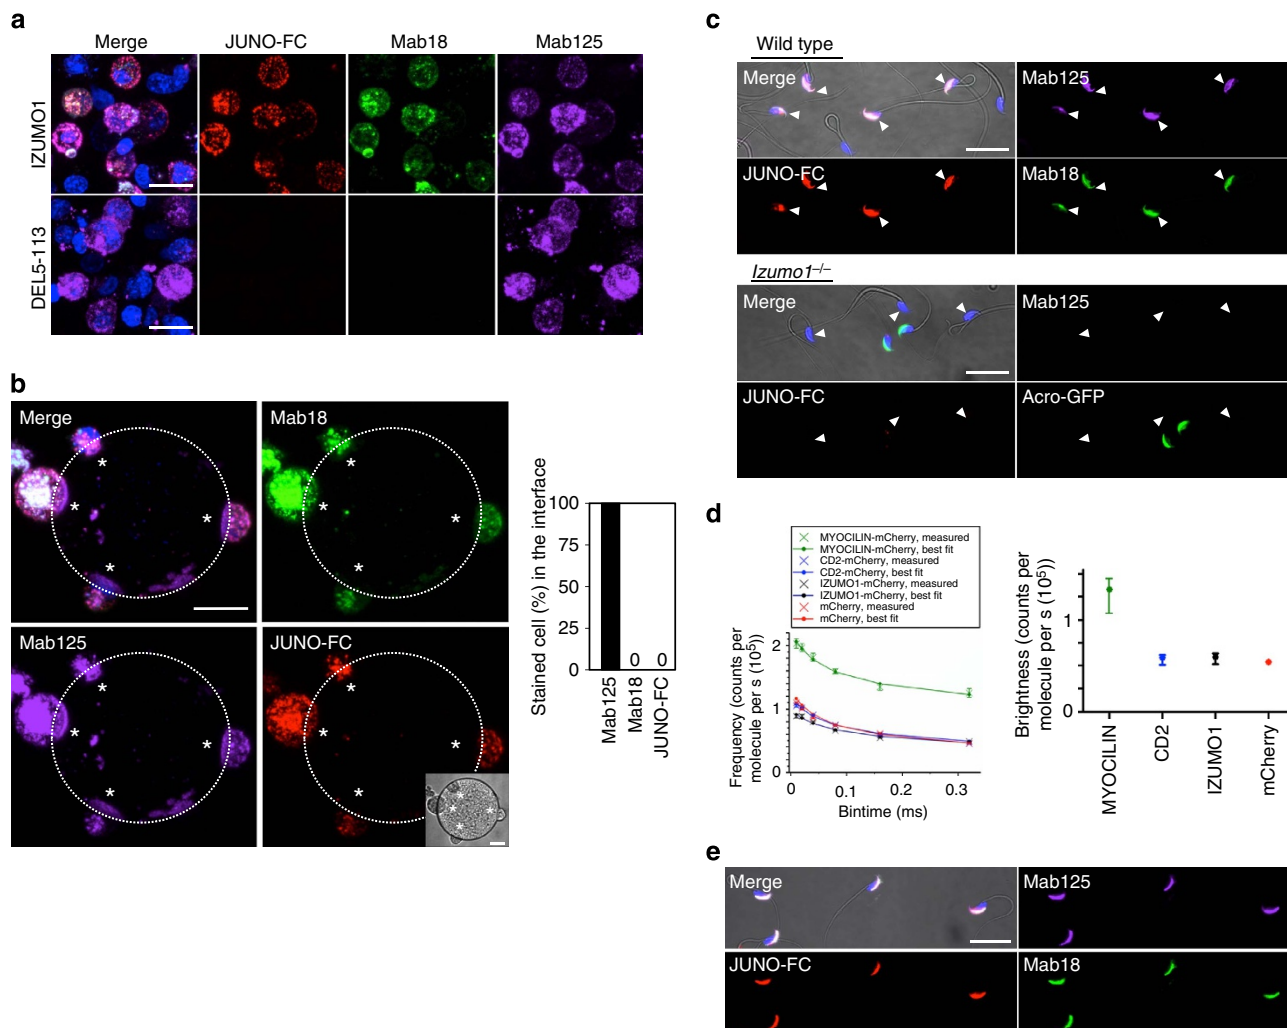 a
Merge JUNO-FC Mab18 Mab125
IZUMO1
DEL5-113
b
Merge Mab18
Mab125 JUNO-FC
Stained cell (%) in the interface
100
75
50
25
0
0 0
Mab125 Mab18 JUNO-FC
c
Wild type
Merge Mab125
JUNO-FC Mab18
Izumo1–/–
Merge Mab125
JUNO-FC Acro-GFP
d
MYOCILIN-mCherry, measured
MYOCILIN-mCherry, best fit
CD2-mCherry, measured
CD2-mCherry, best fit
IZUMO1-mCherry, measured
IZUMO1-mCherry, best fit
mCherry, measured
mCherry, best fit
Frequency (counts per
molecule per s (10⁵))
2
1
0
0 0.1 0.2 0.3
Bintime (ms)
Brightness (counts per
molecule per s (10⁵))
1
0
MYOCILIN CD2 IZUMO1 mCherry
e
Merge Mab125
JUNO-FC Mab18